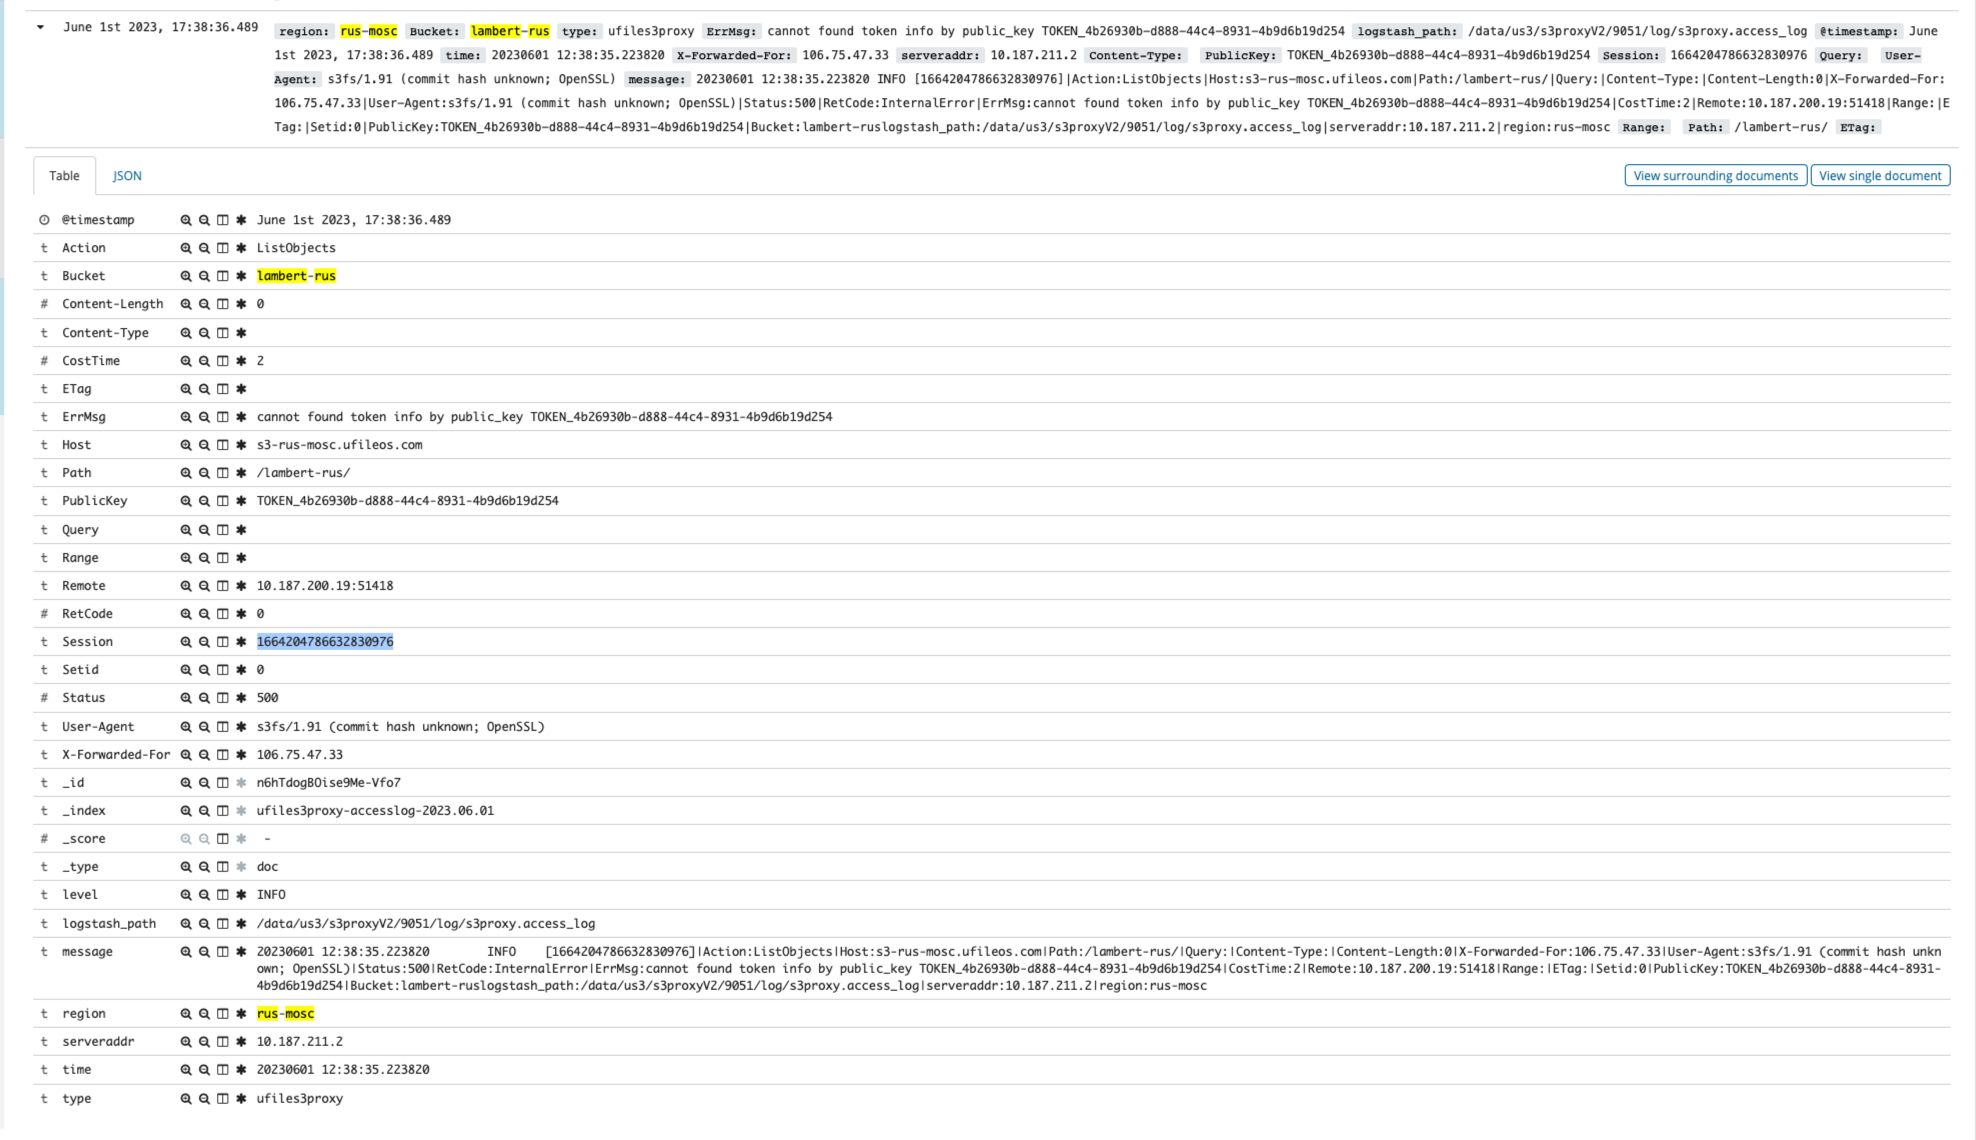 June 1st 2023, 17:38:36.489
region: rus-mosc Bucket: lambert-rus type: ufiles3proxy ErrMsg: cannot found token info by public_key TOKEN_4b26930b-d888-44c4-8931-4b9d6b19d254 logstash_path: /data/us3/s3proxyV2/9051/log/s3proxy.access_log @timestamp: June
1st 2023, 17:38:36.489 time: 20230601 12:38:35.223820 X-Forwarded-For: 106.75.47.33 serveraddr: 10.187.211.2 Content-Type: PublicKey: TOKEN_4b26930b-d888-44c4-8931-4b9d6b19d254 Session: 1664204786632830976 Query: User-
Agent: s3fs/1.91 (commit hash unknown; OpenSSL) message: 20230601 12:38:35.223820 INFO [1664204786632830976]|Action:ListObjects|Host:s3-rus-mosc.ufileos.com|Path:/lambert-rus/|Query:|Content-Type:|Content-Length:0|X-Forwarded-For:
106.75.47.33|User-Agent:s3fs/1.91 (commit hash unknown; OpenSSL)|Status:500|RetCode:InternalError|ErrMsg:cannot found token info by public_key TOKEN_4b26930b-d888-44c4-8931-4b9d6b19d254|CostTime:2|Remote:10.187.200.19:51418|Range:|E
Tag:|Setid:0|PublicKey:TOKEN_4b26930b-d888-44c4-8931-4b9d6b19d254|Bucket:lambert-ruslogstash_path:/data/us3/s3proxyV2/9051/log/s3proxy.access_log|serveraddr:10.187.211.2|region:rus-mosc Range: Path: /lambert-rus/ ETag:
Table JSON View surrounding documents View single document
@timestamp June 1st 2023, 17:38:36.489
t Action ListObjects
t Bucket lambert-rus
# Content-Length 0
t Content-Type
# CostTime 2
t ETag
t ErrMsg cannot found token info by public_key TOKEN_4b26930b-d888-44c4-8931-4b9d6b19d254
t Host s3-rus-mosc.ufileos.com
t Path /lambert-rus/
t PublicKey TOKEN_4b26930b-d888-44c4-8931-4b9d6b19d254
t Query
t Range
t Remote 10.187.200.19:51418
# RetCode 0
t Session 1664204786632830976
t Setid 0
# Status 500
t User-Agent s3fs/1.91 (commit hash unknown; OpenSSL)
t X-Forwarded-For 106.75.47.33
t _id n6hTdogBOise9Me-Vfo7
t _index ufiles3proxy-accesslog-2023.06.01
# _score -
t _type doc
t level INFO
t logstash_path /data/us3/s3proxyV2/9051/log/s3proxy.access_log
t message 20230601 12:38:35.223820 INFO [1664204786632830976]|Action:ListObjects|Host:s3-rus-mosc.ufileos.com|Path:/lambert-rus/|Query:|Content-Type:|Content-Length:0|X-Forwarded-For:106.75.47.33|User-Agent:s3fs/1.91 (commit hash unkn
own; OpenSSL)|Status:500|RetCode:InternalError|ErrMsg:cannot found token info by public_key TOKEN_4b26930b-d888-44c4-8931-4b9d6b19d254|CostTime:2|Remote:10.187.200.19:51418|Range:|ETag:|Setid:0|PublicKey:TOKEN_4b26930b-d888-44c4-8931-
4b9d6b19d254|Bucket:lambert-ruslogstash_path:/data/us3/s3proxyV2/9051/log/s3proxy.access_log|serveraddr:10.187.211.2|region:rus-mosc
t region rus-mosc
t serveraddr 10.187.211.2
t time 20230601 12:38:35.223820
t type ufiles3proxy